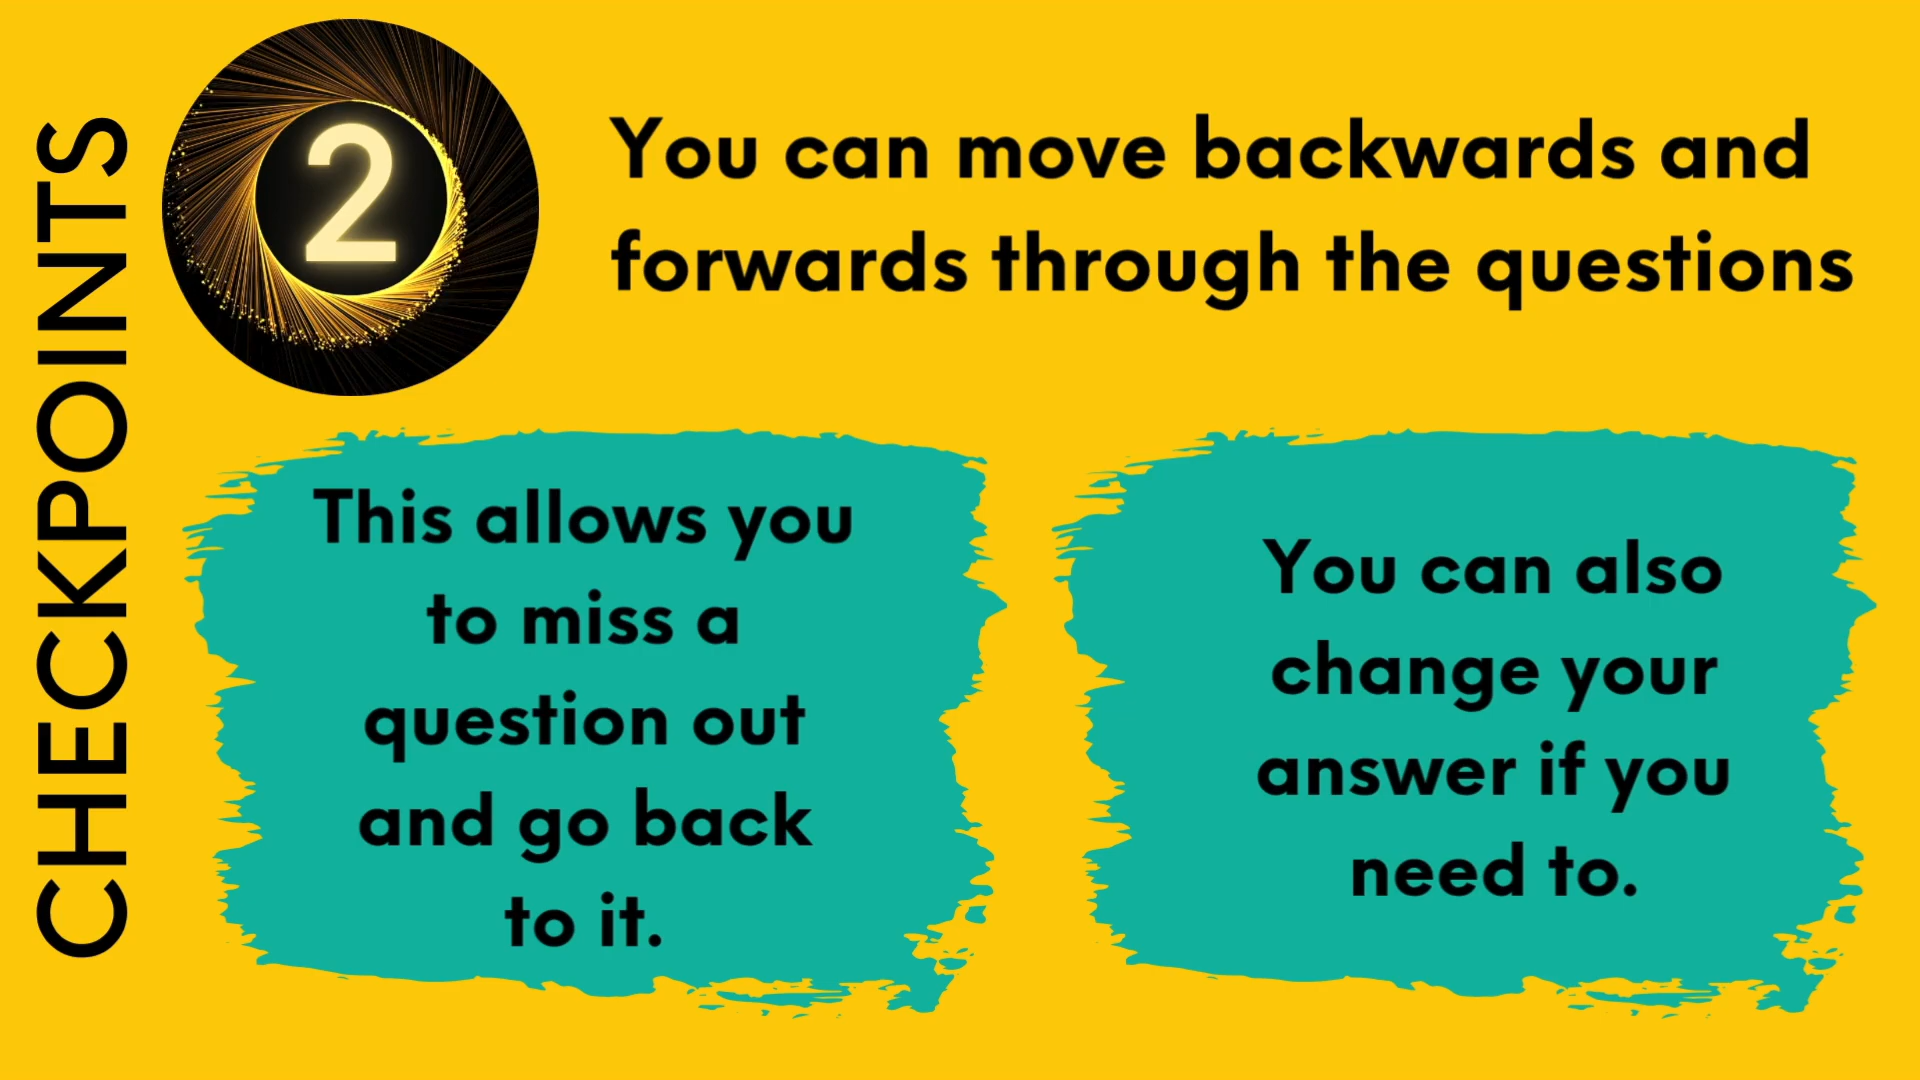 CHECKPOINTS
2
You can move backwards and
forwards through the questions
This allows you
to miss a
question out
and go back
to it.
You can also
change your
answer if you
need to.